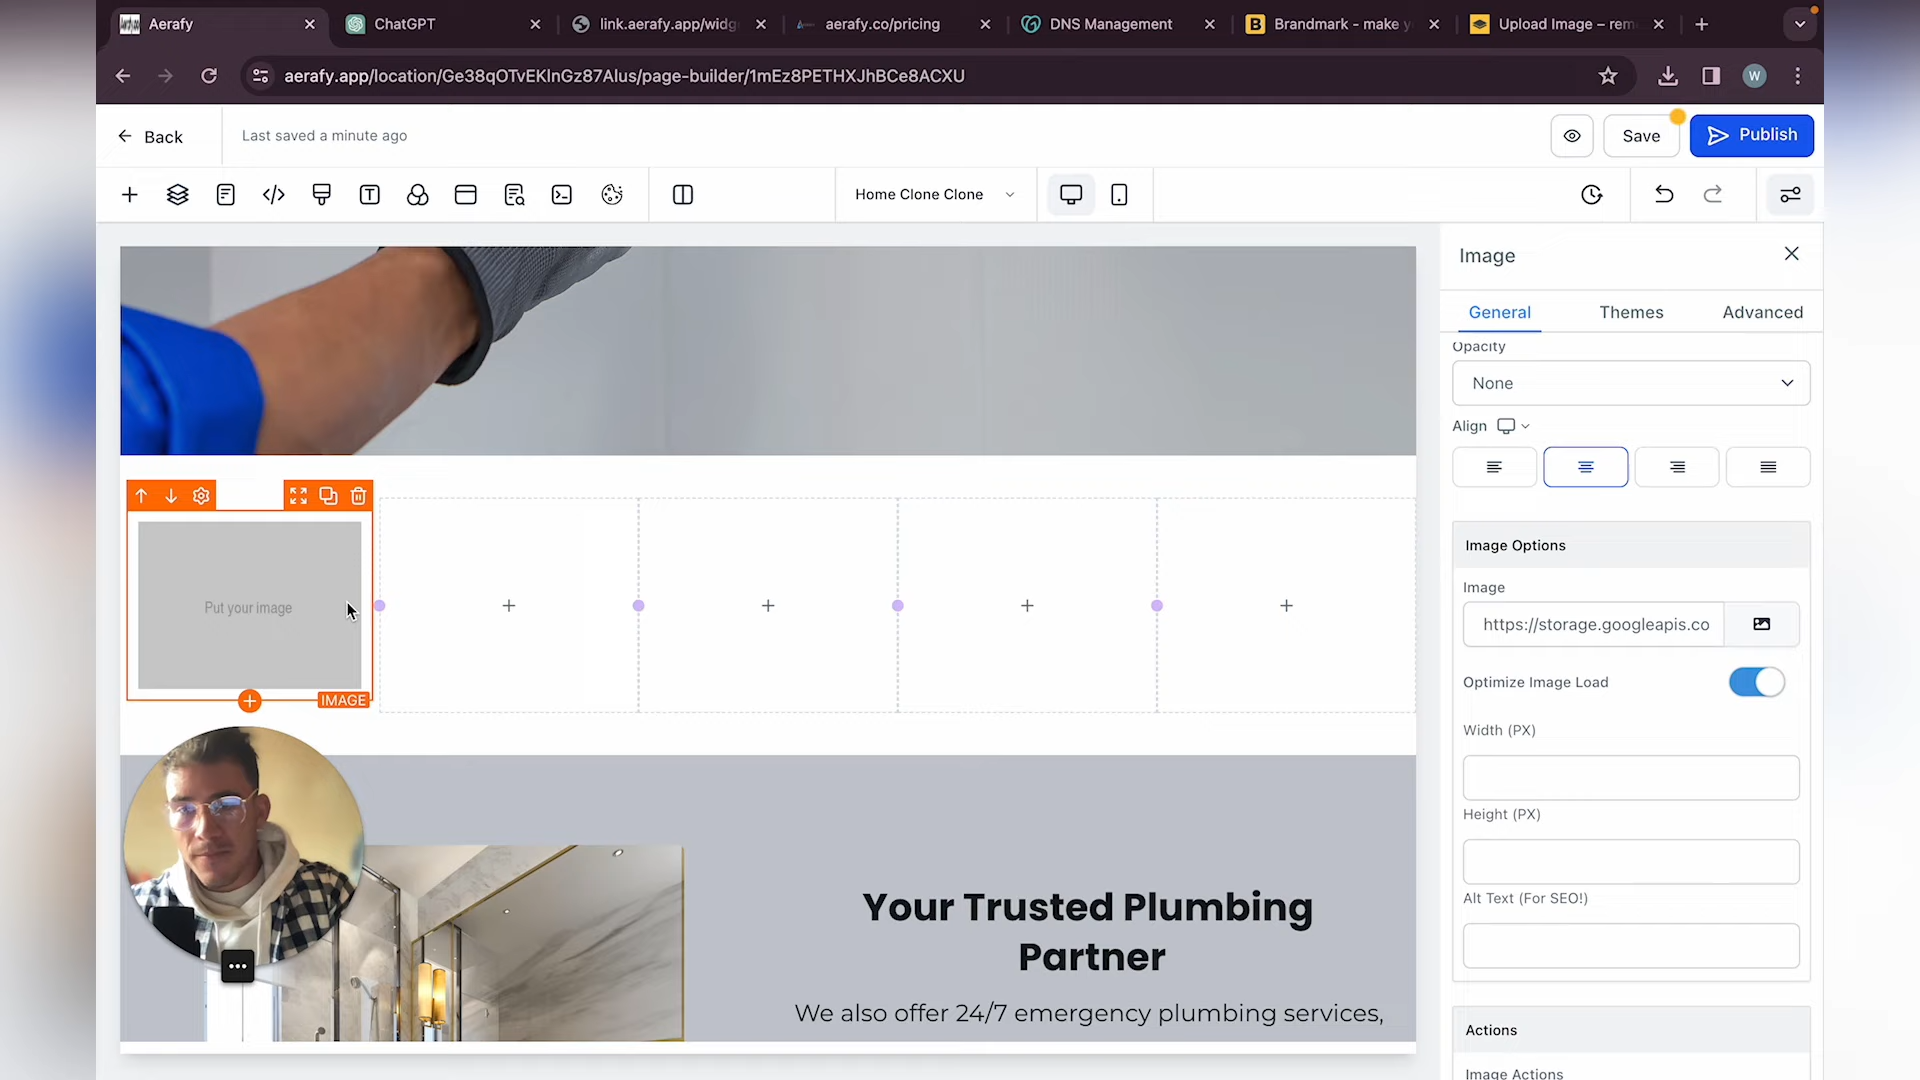 Aerafy
ChatGPT
link.aerafy.app/widg
aerafy.co/pricing
DNS Management
Brandmark - make y
Upload Image – rem
aerafy.app/location/Ge38qOTvEKlnGz87Alus/page-builder/1mEz8PETHXJhBCe8ACXU
W
Back
Last saved a minute ago
Save
Publish
Home Clone Clone
Image
General
Themes
Advanced
Opacity
None
Align
Put your image
IMAGE
Image Options
Image
https://storage.googleapis.co
Optimize Image Load
Width (PX)
Height (PX)
Alt Text (For SEO!)
Actions
Image Actions
Your Trusted Plumbing
Partner
We also offer 24/7 emergency plumbing services,